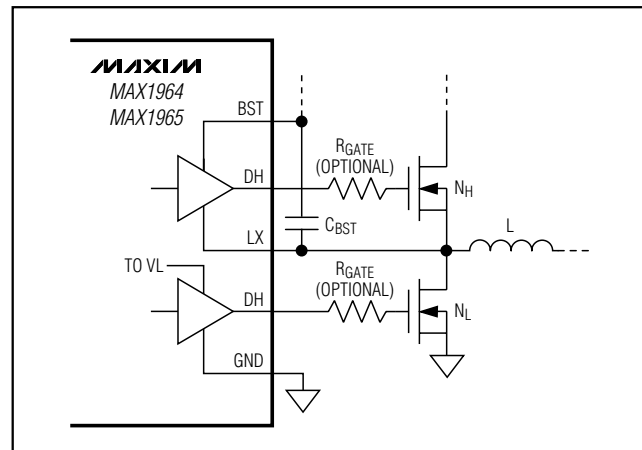 MAXIM
MAX1964
MAX1965
BST
RGATE
(OPTIONAL)
DH
NH
CBST
L
LX
TO VL
RGATE
(OPTIONAL)
DH
NL
GND